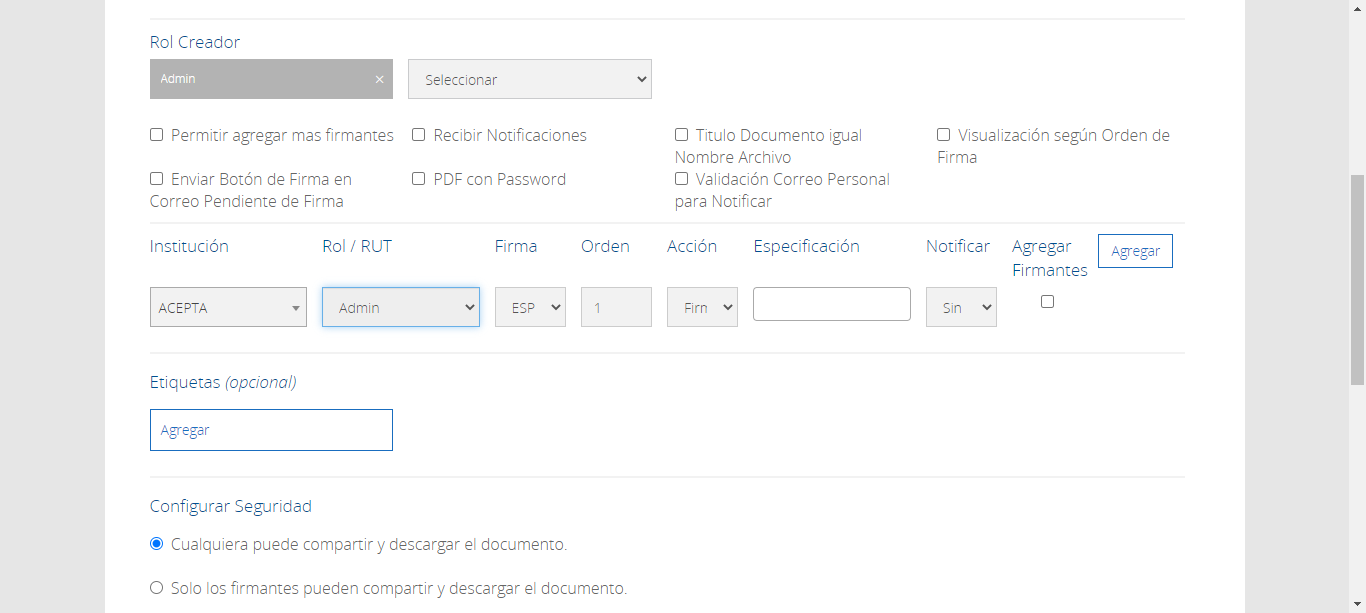 Rol Creador
Admin ×
Seleccionar
Permitir agregar mas firmantes
Recibir Notificaciones
Titulo Documento igual
Nombre Archivo
Visualización según Orden de
Firma
Enviar Botón de Firma en
Correo Pendiente de Firma
PDF con Password
Validación Correo Personal
para Notificar
Institución
Rol / RUT
Firma
Orden
Acción
Especificación
Notificar
Agregar
Firmantes
Agregar
ACEPTA
Admin
ESP
1
Firn
Sin
Etiquetas (opcional)
Agregar
Configurar Seguridad
Cualquiera puede compartir y descargar el documento.
Solo los firmantes pueden compartir y descargar el documento.